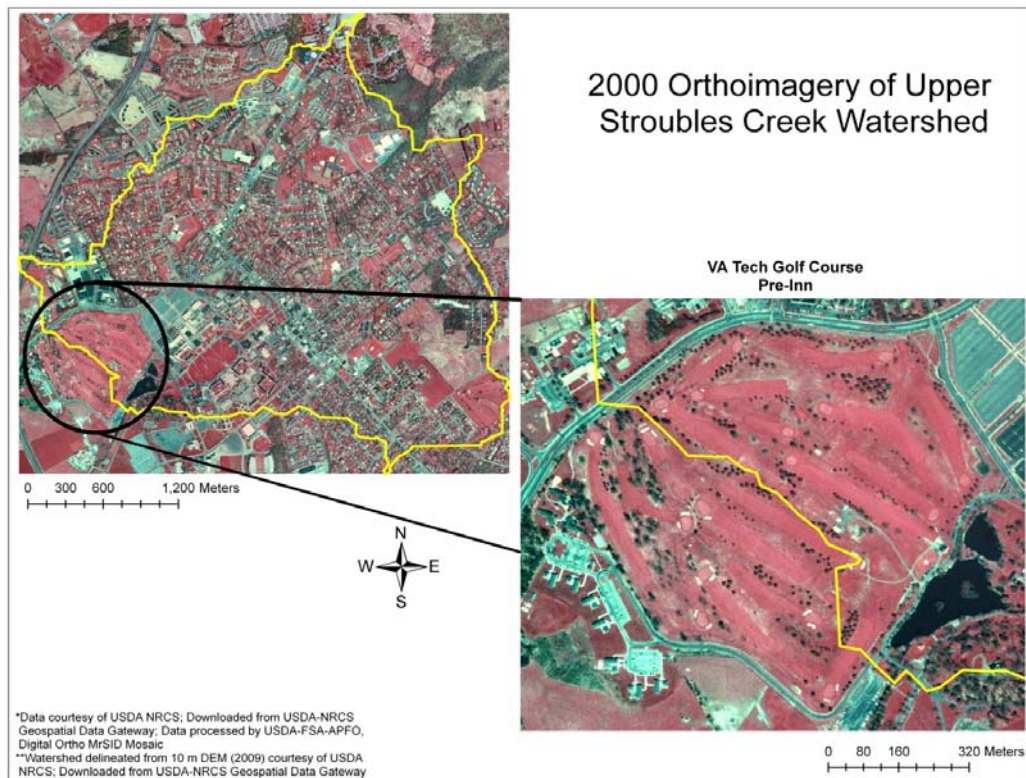 2000 Orthoimagery of Upper
Stroubles Creek Watershed
VA Tech Golf Course
Pre-Inn
0 300 600 1,200 Meters
N
W E
S
*Data courtesy of USDA NRCS; Downloaded from USDA-NRCS
Geospatial Data Gateway; Data processed by USDA-FSA-APFO,
Digital Ortho MrSID Mosaic
**Watershed delineated from 10 m DEM (2009) courtesy of USDA
NRCS; Downloaded from USDA-NRCS Geospatial Data Gateway
0 80 160 320 Meters